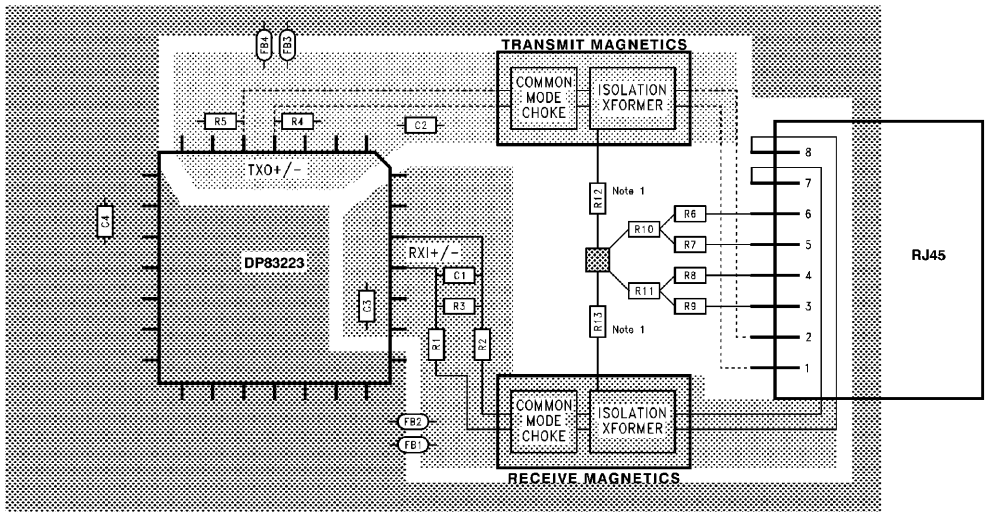 FB4
FB3
TRANSMIT MAGNETICS
COMMON
MODE
CHOKE
ISOLATION
XFORMER
R5
R4
C2
TXO+/-
8
7
R12
Note 1
6
R6
R10
C4
5
R7
RXI+/-
RJ45
DP83223
C1
4
R8
R11
R3
C3
3
R9
R13
Note 1
R1
R2
2
1
COMMON
MODE
CHOKE
ISOLATION
XFORMER
FB2
FB1
RECEIVE MAGNETICS